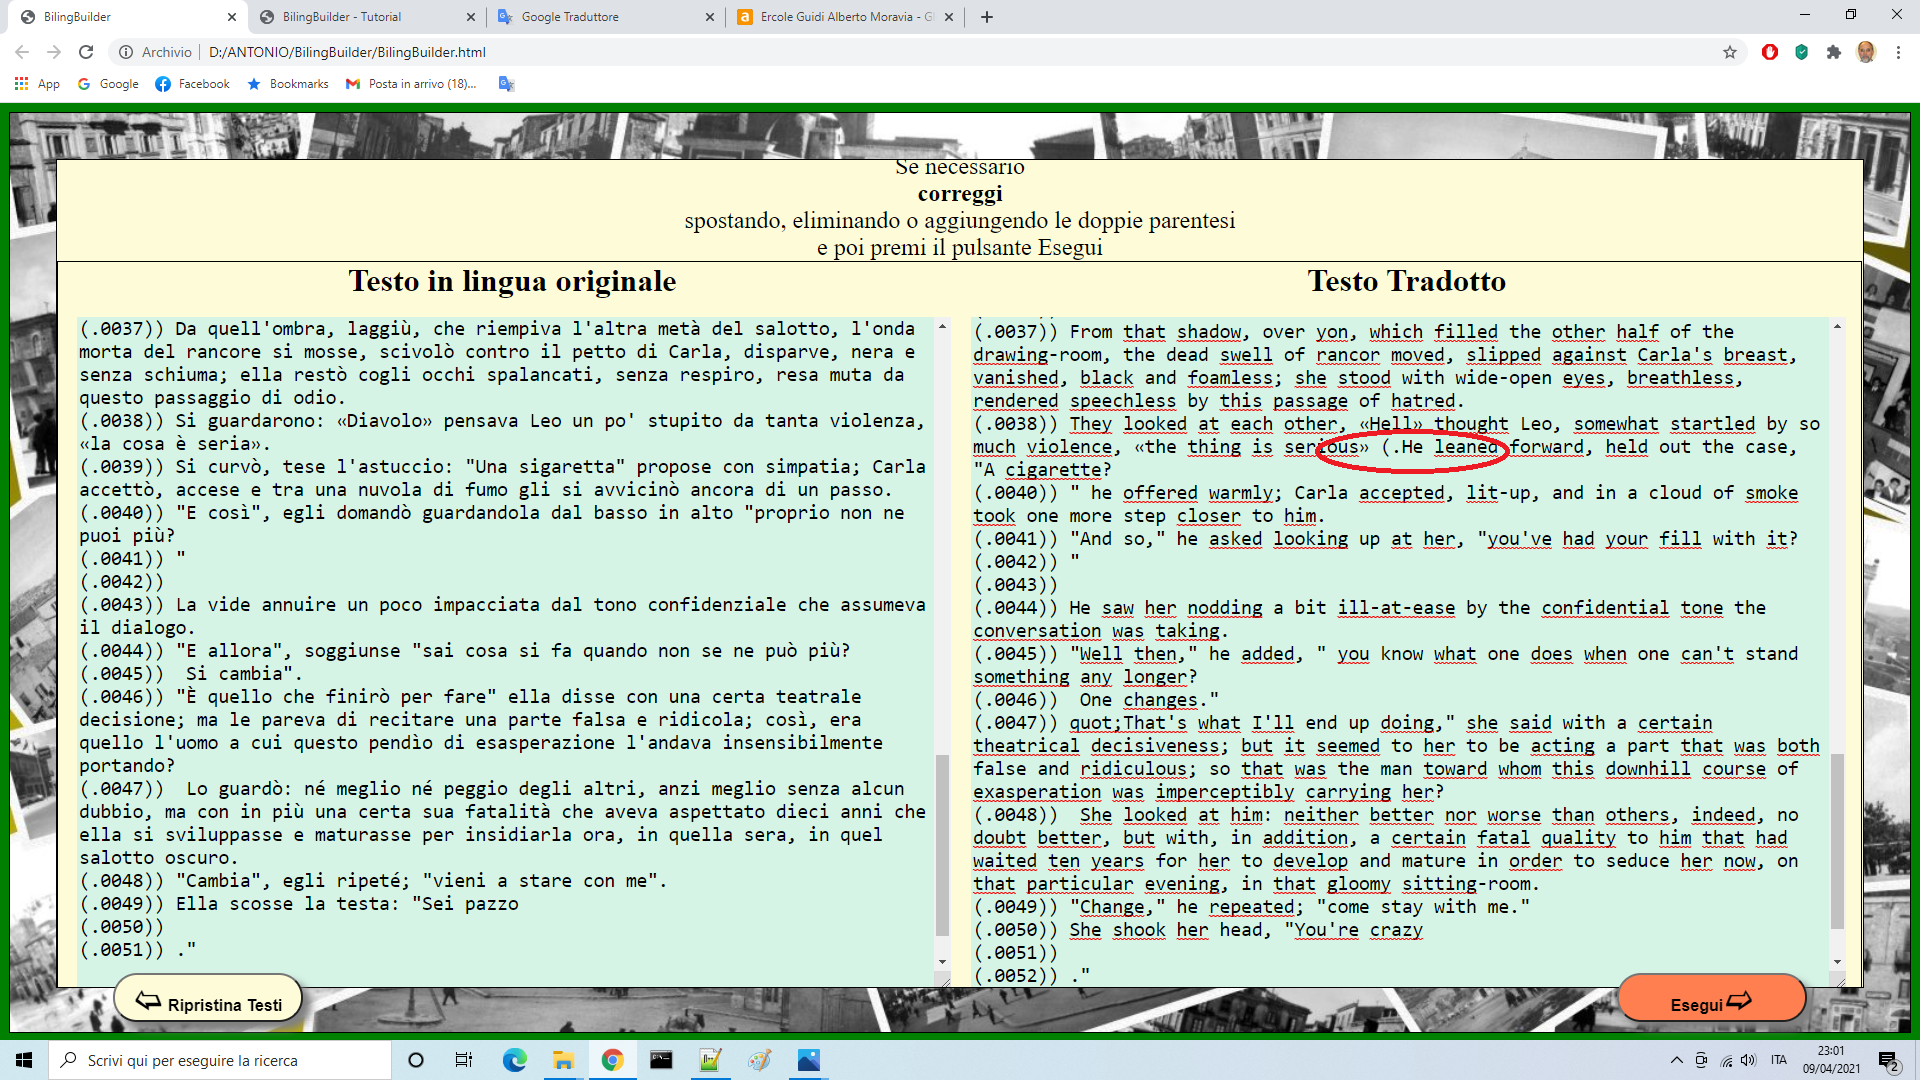 BilingBuilder
BilingBuilder - Tutorial
Google Traduttore
Ercole Guidi Alberto Moravia - Gl
Archivio
D:/ANTONIO/BilingBuilder/BilingBuilder.html
App
Google
Facebook
Bookmarks
Posta in arrivo (18)...
Se necessario
correggi
spostando, eliminando o aggiungendo le doppie parentesi
e poi premi il pulsante Esegui
Testo in lingua originale
(.0037)) Da quell'ombra, laggiù, che riempiva l'altra metà del salotto, l'onda
morta del rancore si mosse, scivolò contro il petto di Carla, disparve, nera e
senza schiuma; ella restò cogli occhi spalancati, senza respiro, resa muta da
questo passaggio di odio.
(.0038)) Si guardarono: «Diavolo» pensava Leo un po' stupito da tanta violenza,
«la cosa è seria».
(.0039)) Si curvò, tese l'astuccio: "Una sigaretta" propose con simpatia; Carla
accettò, accese e tra una nuvola di fumo gli si avvicinò ancora di un passo.
(.0040)) "E così", egli domandò guardandola dal basso in alto "proprio non ne
puoi più?
(.0041)) "
(.0042))
(.0043)) La vide annuire un poco impacciata dal tono confidenziale che assumeva
il dialogo.
(.0044)) "E allora", soggiunse "sai cosa si fa quando non se ne può più?
(.0045))  Si cambia".
(.0046)) "È quello che finirò per fare" ella disse con una certa teatrale
decisione; ma le pareva di recitare una parte falsa e ridicola; così, era
quello l'uomo a cui questo pendìo di esasperazione l'andava insensibilmente
portando?
(.0047))  Lo guardò: né meglio né peggio degli altri, anzi meglio senza alcun
dubbio, ma con in più una certa sua fatalità che aveva aspettato dieci anni che
ella si sviluppasse e maturasse per insidiarla ora, in quella sera, in quel
salotto oscuro.
(.0048)) "Cambia", egli ripeté; "vieni a stare con me".
(.0049)) Ella scosse la testa: "Sei pazzo
(.0050))
(.0051)) ."
Testo Tradotto
(.0037)) From that shadow, over yon, which filled the other half of the
drawing-room, the dead swell of rancor moved, slipped against Carla's breast,
vanished, black and foamless; she stood with wide-open eyes, breathless,
rendered speechless by this passage of hatred.
(.0038)) They looked at each other, «Hell» thought Leo, somewhat startled by so
much violence, «the thing is serious» (.He leaned forward, held out the case,
"A cigarette?
(.0040)) " he offered warmly; Carla accepted, lit-up, and in a cloud of smoke
took one more step closer to him.
(.0041)) "And so," he asked looking up at her, "you've had your fill with it?
(.0042)) "
(.0043))
(.0044)) He saw her nodding a bit ill-at-ease by the confidential tone the
conversation was taking.
(.0045)) "Well then," he added, " you know what one does when one can't stand
something any longer?
(.0046))  One changes."
(.0047)) quot;That's what I'll end up doing," she said with a certain
theatrical decisiveness; but it seemed to her to be acting a part that was both
false and ridiculous; so that was the man toward whom this downhill course of
exasperation was imperceptibly carrying her?
(.0048))  She looked at him: neither better nor worse than others, indeed, no
doubt better, but with, in addition, a certain fatal quality to him that had
waited ten years for her to develop and mature in order to seduce her now, on
that particular evening, in that gloomy sitting-room.
(.0049)) "Change," he repeated; "come stay with me."
(.0050)) She shook her head, "You're crazy
(.0051))
(.0052)) ."
Ripristina Testi
Esegui
Scrivi qui per eseguire la ricerca
ITA
23:01
09/04/2021
2